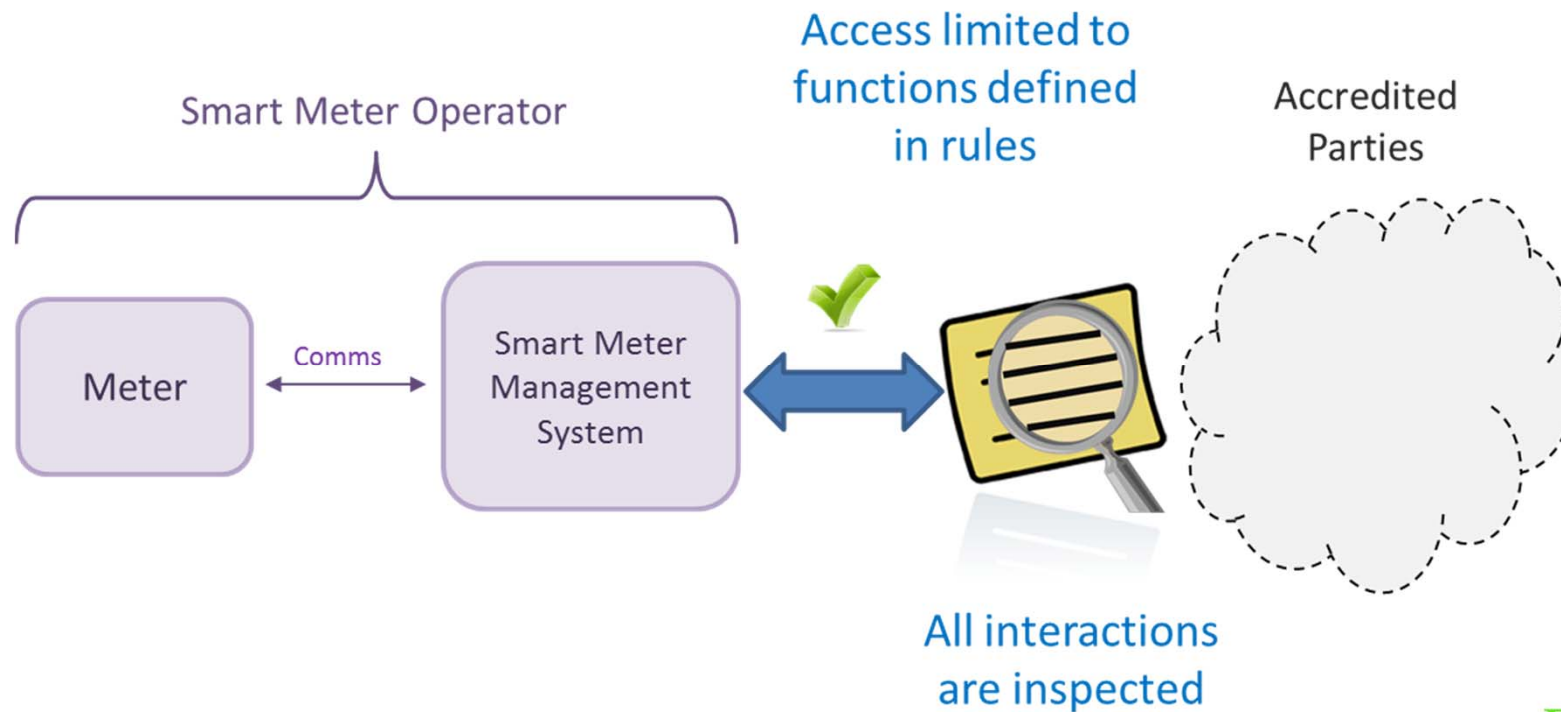 Access limited to
functions defined
in rules
Smart Meter Operator
Accredited
Parties
Meter
Comms
Smart Meter
Management
System
All interactions
are inspected